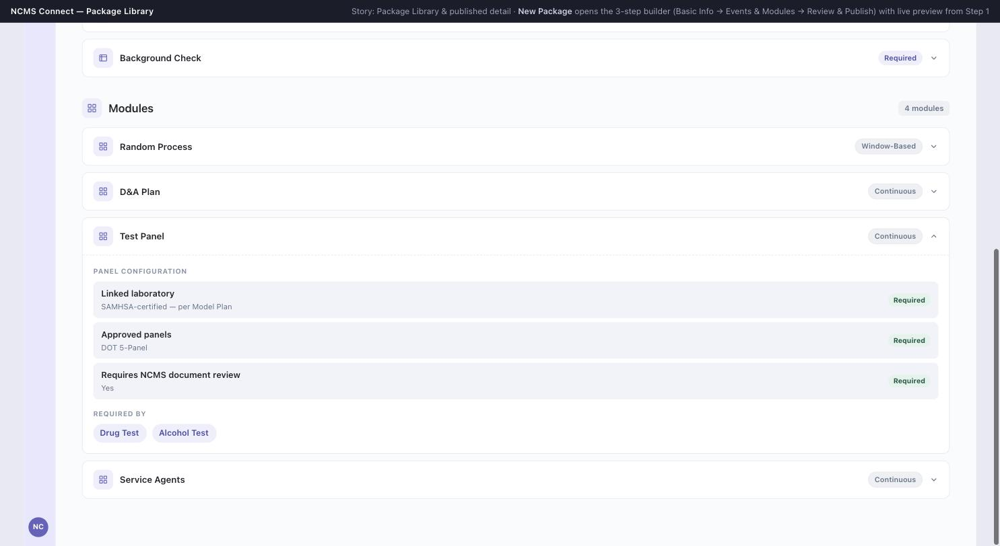 NCMS Connect — Package Library
Story: Package Library & published detail · New Package opens the 3-step builder (Basic Info → Events & Modules → Review & Publish) with live preview from Step 1
Background Check
Required
Modules
4 modules
Random Process
Window-Based
D&A Plan
Continuous
Test Panel
Continuous
PANEL CONFIGURATION
Linked laboratory
SAMHSA-certified — per Model Plan
Required
Approved panels
DOT 5-Panel
Required
Requires NCMS document review
Yes
Required
REQUIRED BY
Drug Test
Alcohol Test
Service Agents
Continuous
NC